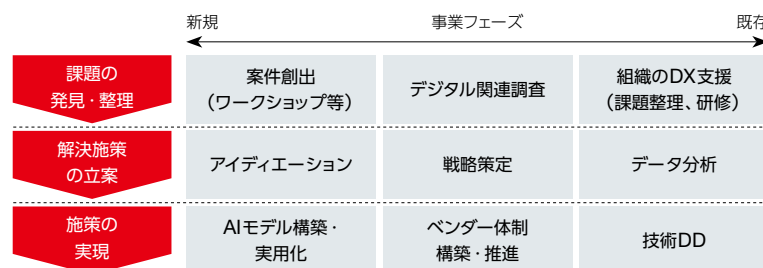 新規 事業フェーズ 既存
課題の
発見・整理
案件創出
（ワークショップ等）
デジタル関連調査
組織のDX支援
（課題整理、研修）
解決施策
の立案
アイディエーション
戦略策定
データ分析
施策の
実現
AIモデル構築・
実用化
ベンダー体制
構築・推進
技術DD